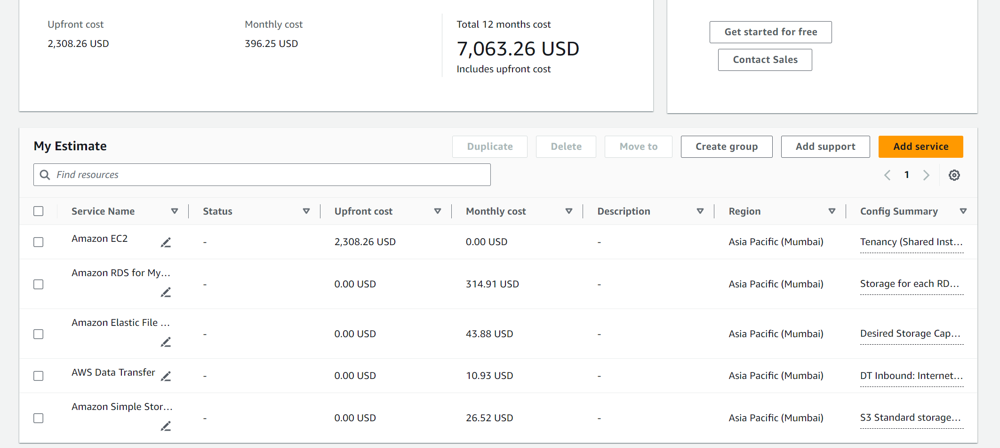 Upfront cost
2,308.26 USD
Monthly cost
396.25 USD
Total 12 months cost
7,063.26 USD
Includes upfront cost
Get started for free
Contact Sales
My Estimate
Duplicate Delete Move to Create group Add support Add service
Find resources
1
Service Name Status Upfront cost Monthly cost Description Region Config Summary
Amazon EC2 - 2,308.26 USD 0.00 USD - Asia Pacific (Mumbai) Tenancy (Shared Inst...
Amazon RDS for My... - 0.00 USD 314.91 USD - Asia Pacific (Mumbai) Storage for each RD...
Amazon Elastic File ... - 0.00 USD 43.88 USD - Asia Pacific (Mumbai) Desired Storage Cap...
AWS Data Transfer - 0.00 USD 10.93 USD - Asia Pacific (Mumbai) DT Inbound: Internet...
Amazon Simple Stor... - 0.00 USD 26.52 USD - Asia Pacific (Mumbai) S3 Standard storage...